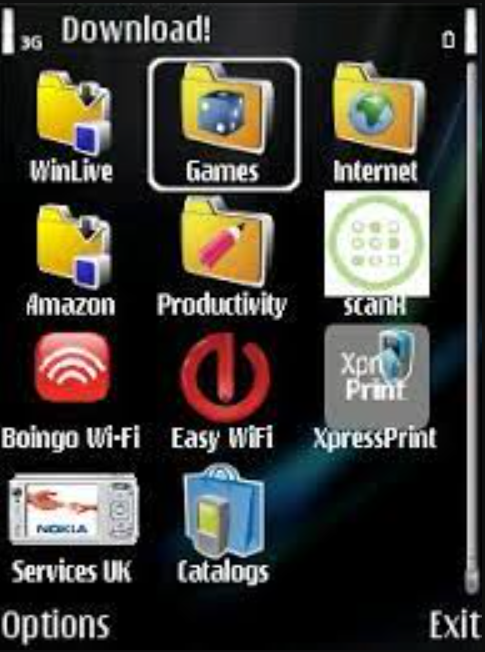 3G Download!
WinLive Games Internet
Amazon Productivity scanR
Boingo Wi-Fi Easy WiFi
Xpr
Print
XpressPrint
NOKIA
Services UK Catalogs
Options Exit